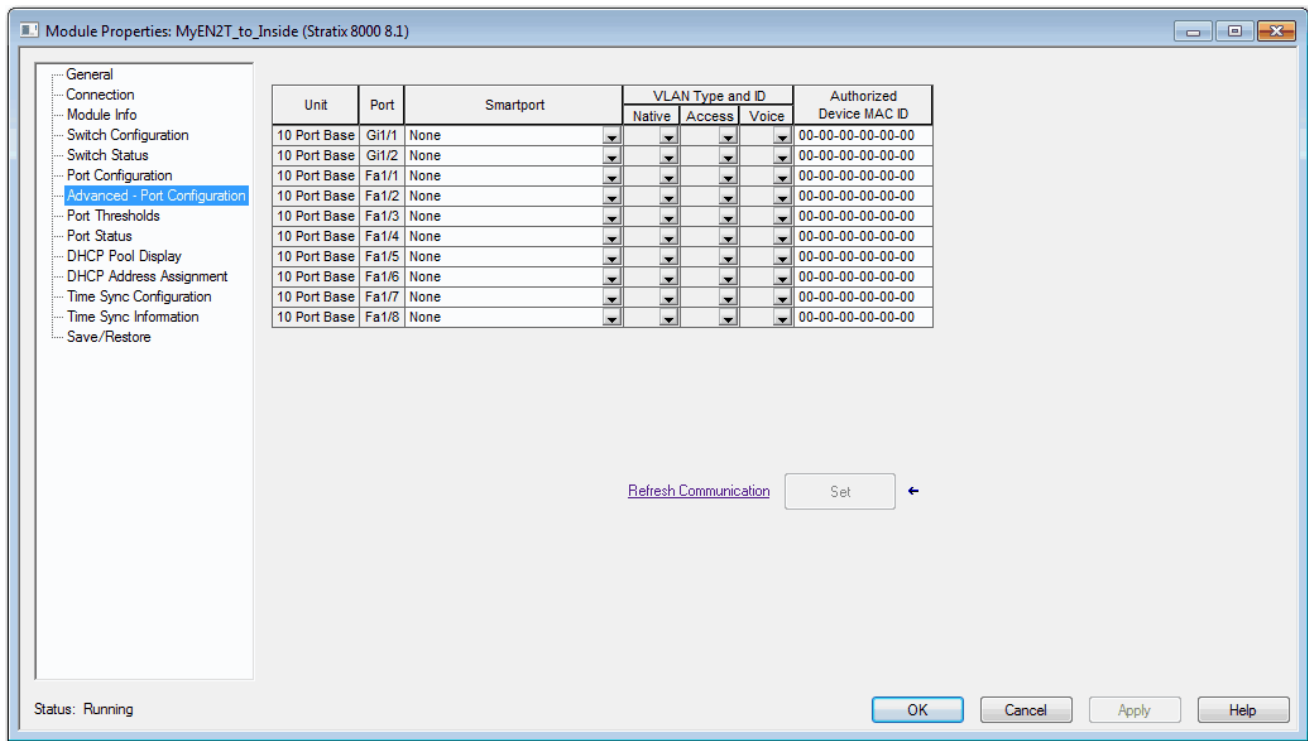 Module Properties: MyEN2T_to_Inside (Stratix 8000 8.1)
General
Connection
Module Info
Switch Configuration
Switch Status
Port Configuration
Advanced - Port Configuration
Port Thresholds
Port Status
DHCP Pool Display
DHCP Address Assignment
Time Sync Configuration
Time Sync Information
Save/Restore
Unit Port Smartport VLAN Type and ID Authorized Device MAC ID
Native Access Voice
10 Port Base Gi1/1 None 00-00-00-00-00-00
10 Port Base Gi1/2 None 00-00-00-00-00-00
10 Port Base Fa1/1 None 00-00-00-00-00-00
10 Port Base Fa1/2 None 00-00-00-00-00-00
10 Port Base Fa1/3 None 00-00-00-00-00-00
10 Port Base Fa1/4 None 00-00-00-00-00-00
10 Port Base Fa1/5 None 00-00-00-00-00-00
10 Port Base Fa1/6 None 00-00-00-00-00-00
10 Port Base Fa1/7 None 00-00-00-00-00-00
10 Port Base Fa1/8 None 00-00-00-00-00-00
Refresh Communication Set
Status: Running
OK Cancel Apply Help